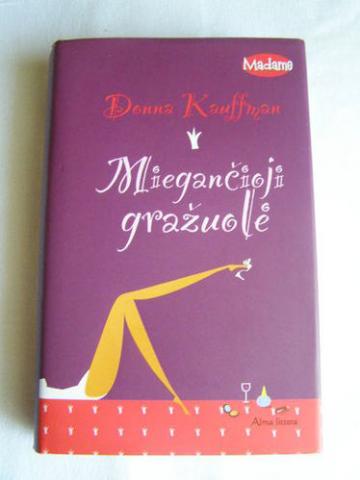 Madame
Donna Kauffman
Miegančioji
gražuolė
Alma littera